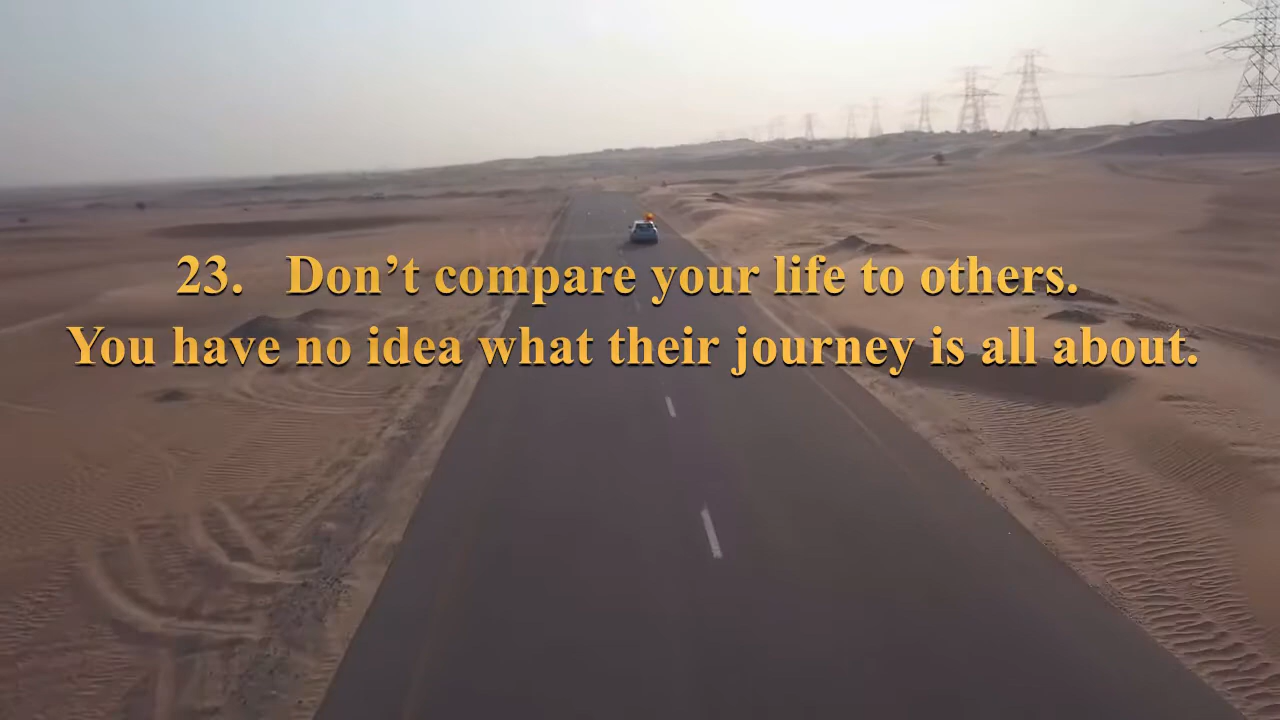 23. Don’t compare your life to others.
You have no idea what their journey is all about.